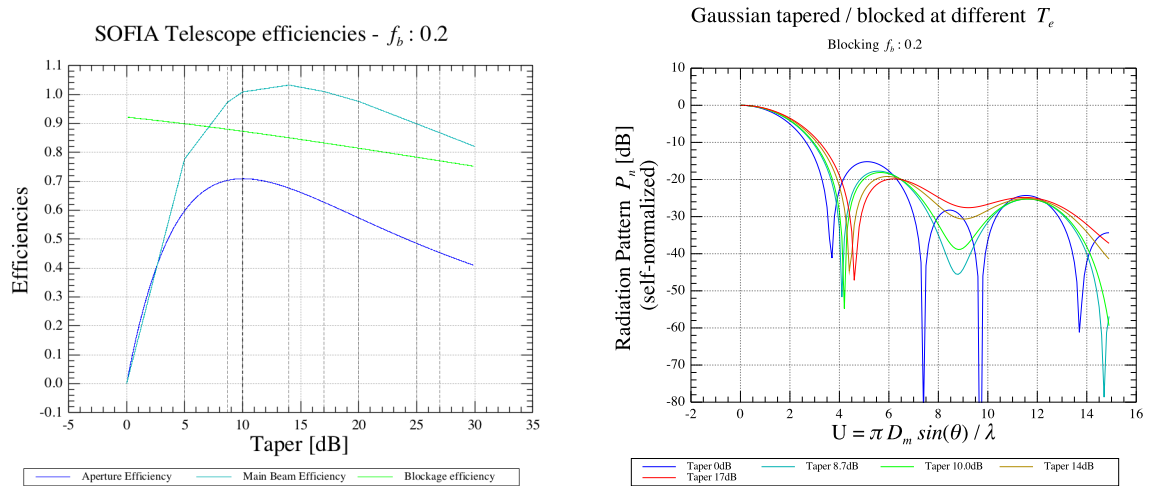 SOFIA Telescope efficiencies - f_b : 0.2
1.1
1.0
0.9
0.8
0.7
0.6
0.5
0.4
0.3
0.2
0.1
0.0
-0.1
Efficiencies
-5 0 5 10 15 20 25 30 35
Taper [dB]
Aperture Efficiency Main Beam Efficiency Blockage efficiency
Gaussian tapered / blocked at different T_e
Blocking f_b : 0.2
10
0
-10
-20
-30
-40
-50
-60
-70
-80
Radiation Pattern P_n [dB]
(self-normalized)
-2 0 2 4 6 8 10 12 14 16
U = π D_m sin(θ) / λ
Taper 0dB Taper 8.7dB Taper 10.0dB Taper 14dB
Taper 17dB